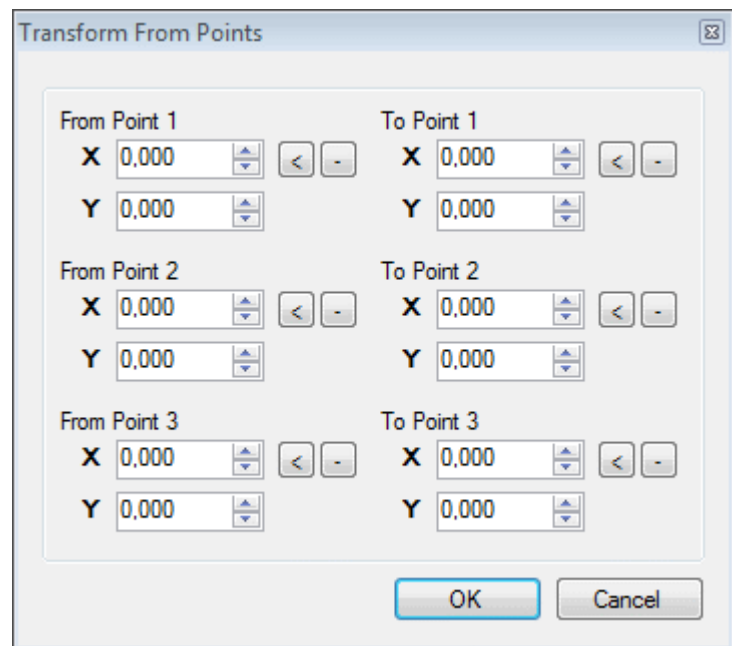 Transform From Points
From Point 1 To Point 1
X 0,000 < - X 0,000 < -
Y 0,000 Y 0,000
From Point 2 To Point 2
X 0,000 < - X 0,000 < -
Y 0,000 Y 0,000
From Point 3 To Point 3
X 0,000 < - X 0,000 < -
Y 0,000 Y 0,000
OK Cancel